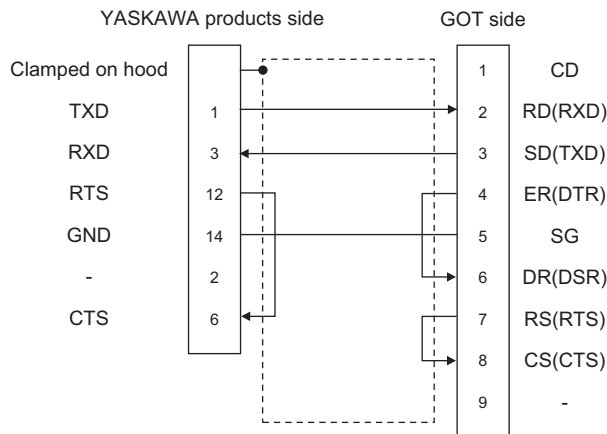 YASKAWA products side GOT side
Clamped on hood 1 CD
TXD 1 2 RD(RXD)
RXD 3 3 SD(TXD)
RTS 12 4 ER(DTR)
GND 14 5 SG
- 2 6 DR(DSR)
CTS 6 7 RS(RTS)
8 CS(CTS)
9 -